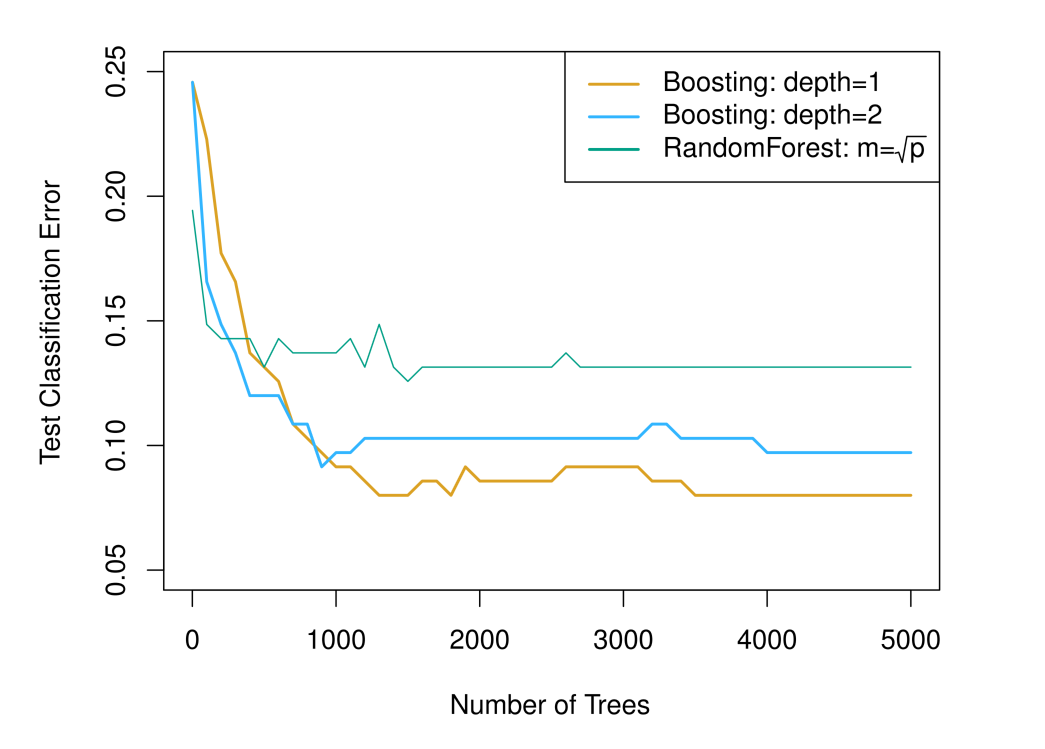 0.25
0.20
0.15
0.10
0.05
Test Classification Error
Boosting: depth=1
Boosting: depth=2
RandomForest: m=√p
0 1000 2000 3000 4000 5000
Number of Trees